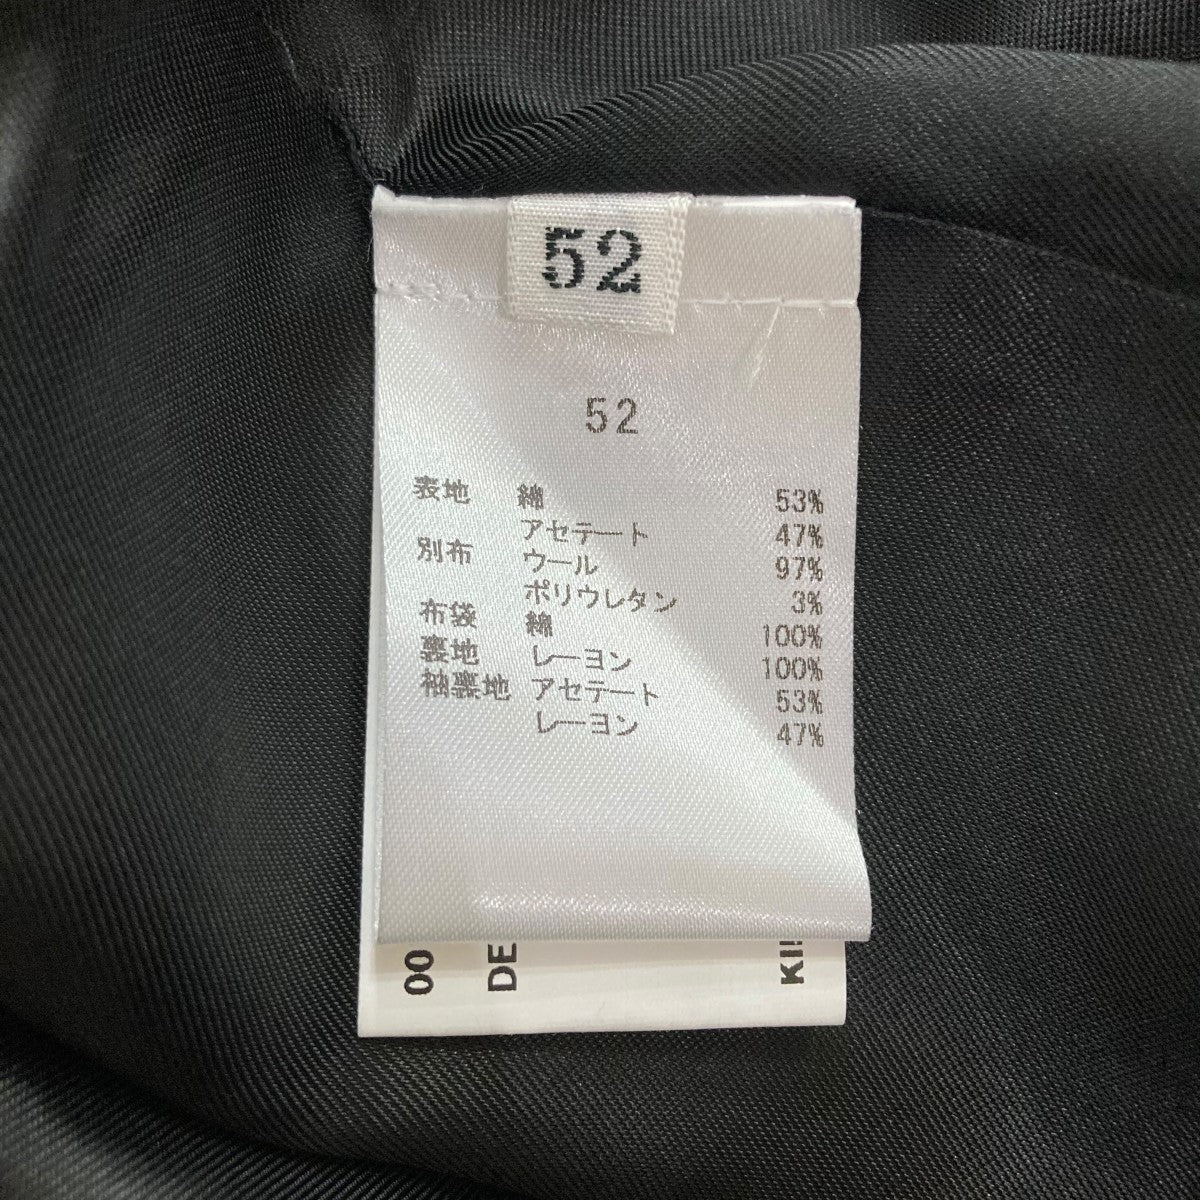 52
52
表地 綿 53%
アセテート 47%
別布 ウール 97%
ポリウレタン 3%
布袋 綿 100%
裏地 レーヨン 100%
袖裏地 アセテート 53%
レーヨン 47%
00
DE